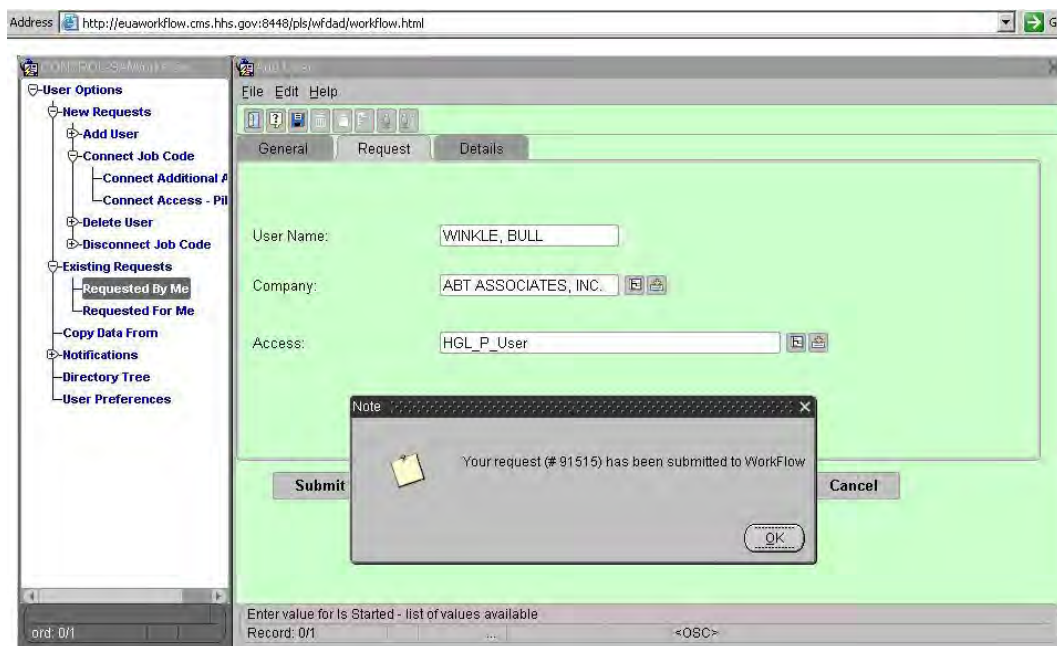 Address http://euaworkflow.cms.hhs.gov:8448/pls/wfdad/workflow.html G
Add User
User Options
New Requests
Add User
Connect Job Code
Connect Additional A
Connect Access - Pil
Delete User
Disconnect Job Code
Existing Requests
Requested By Me
Requested For Me
Copy Data From
Notifications
Directory Tree
User Preferences
ord: 0/1
File Edit Help
General Request Details
User Name: WINKLE, BULL
Company: ABT ASSOCIATES, INC.
Access: HGL_P_User
Note
Your request (# 91515) has been submitted to WorkFlow
OK
Submit Cancel
Enter value for Is Started - list of values available
Record: 0/1 ... <OSC>